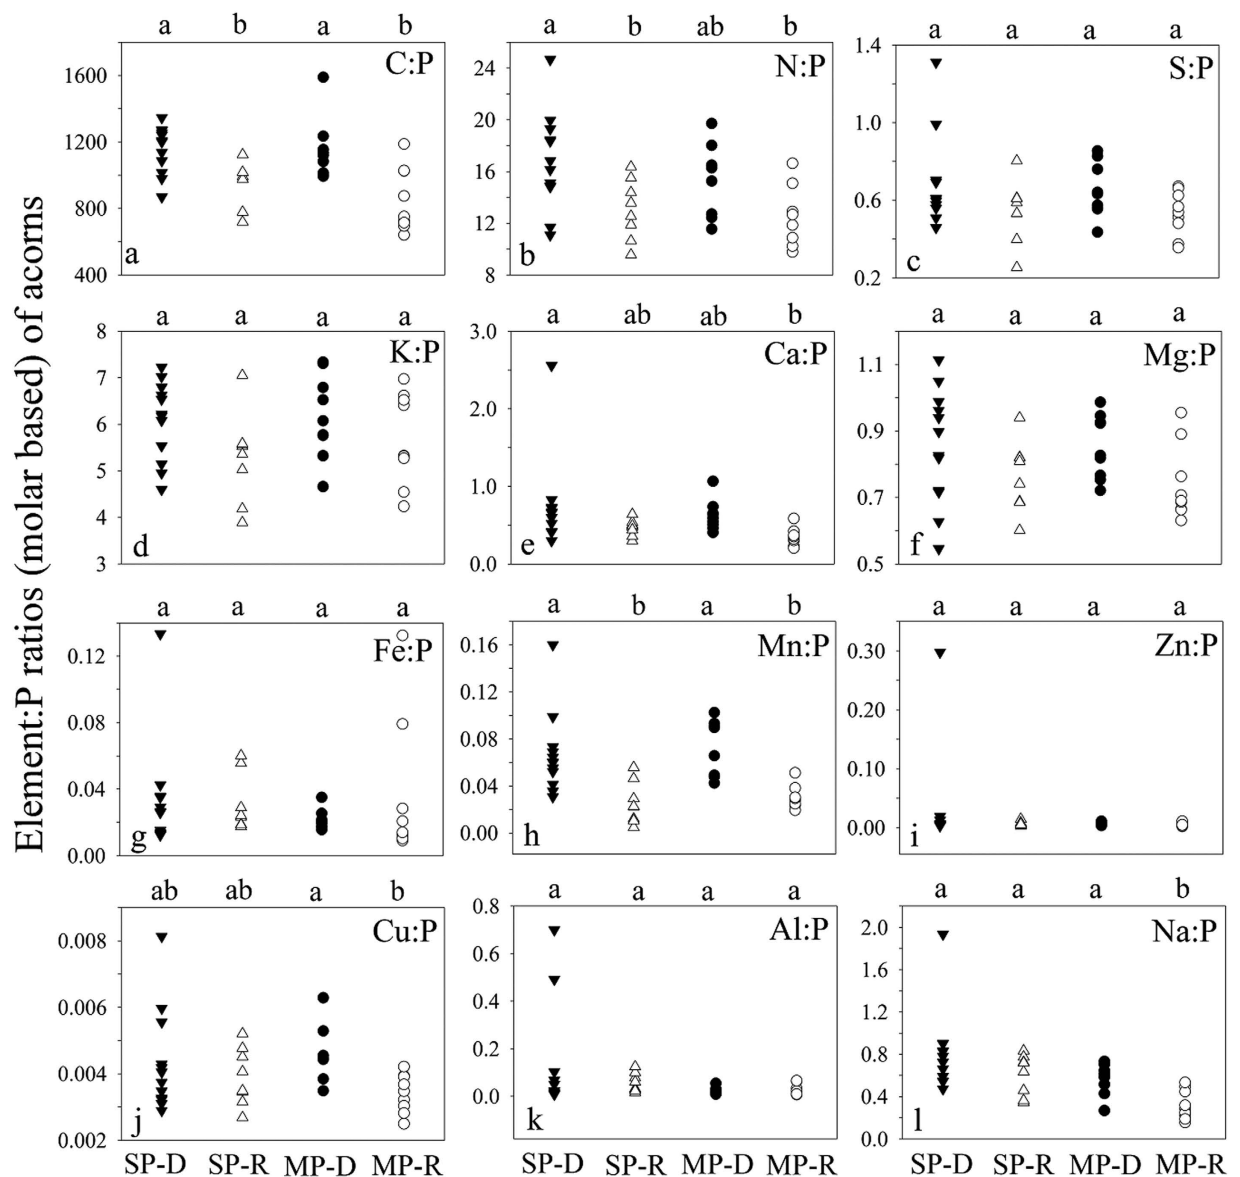 Element:P ratios (molar based) of acorns
a b a b
C:P
1600
1200
800
400
a
a b ab b
N:P
24
20
16
12
8
b
a a a a
S:P
1.4
1.0
0.6
0.2
c
a a a a
K:P
8
7
6
5
4
3
d
a ab ab b
Ca:P
3.0
2.0
1.0
0.0
e
a a a a
Mg:P
1.1
0.9
0.7
0.5
f
a a a a
Fe:P
0.12
0.08
0.04
0.00
g
a b a b
Mn:P
0.16
0.12
0.08
0.04
0.00
h
a a a a
Zn:P
0.30
0.20
0.10
0.00
i
ab ab a b
Cu:P
0.008
0.006
0.004
0.002
j
a a a a
Al:P
0.8
0.6
0.4
0.2
0.0
k
a a a b
Na:P
2.0
1.6
1.2
0.8
0.4
0.0
l
SP-D SP-R MP-D MP-R
SP-D SP-R MP-D MP-R
SP-D SP-R MP-D MP-R